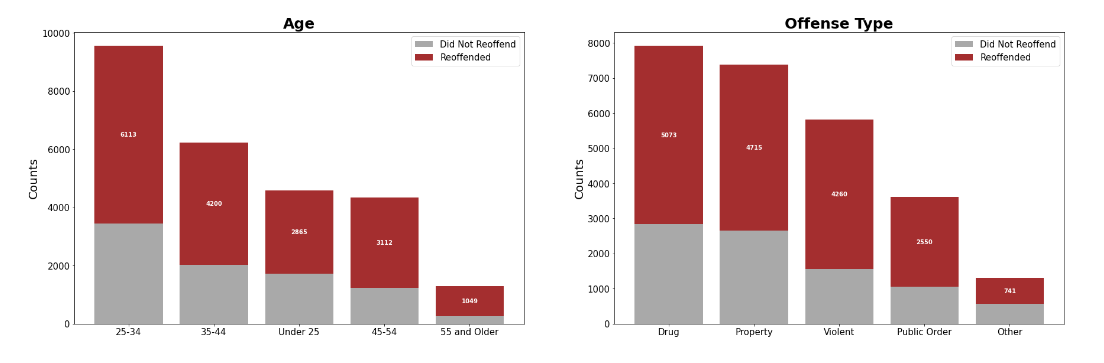 Age
Counts
10000
8000
6000
4000
2000
0
Did Not Reoffend
Reoffended
6113
4200
2865
3112
1049
25-34
35-44
Under 25
45-54
55 and Older
Offense Type
Counts
8000
7000
6000
5000
4000
3000
2000
1000
0
Did Not Reoffend
Reoffended
5073
4715
4260
2550
741
Drug
Property
Violent
Public Order
Other